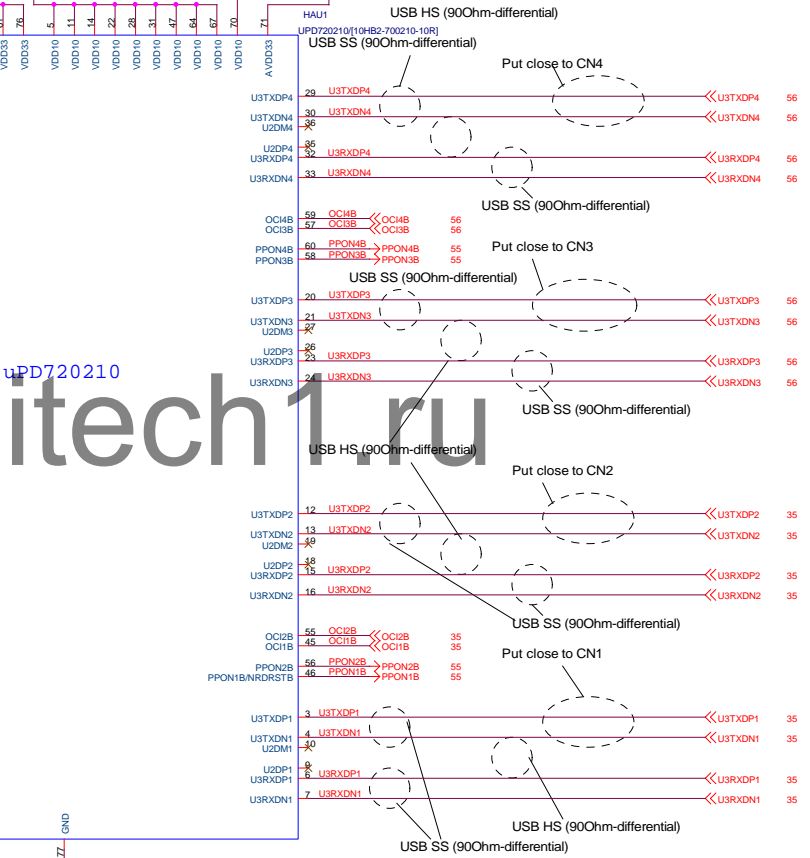 HAU1
USB HS (90Ohm-differential)
UPD720210/[10HB2-700210-10R]
USB SS (90Ohm-differential)
76
5
11
14
22
28
31
47
64
67
70
71
VDD33
VDD33
VDD10
VDD10
VDD10
VDD10
VDD10
VDD10
VDD10
VDD10
VDD10
VDD10
AVDD33
Put close to CN4
U3TXDP4 29 U3TXDP4 U3TXDP4 56
U3TXDN4 30 U3TXDN4 U3TXDN4 56
U2DM4 36
U2DP4 35
U3RXDP4 32 U3RXDP4 U3RXDP4 56
U3RXDN4 33 U3RXDN4 U3RXDN4 56
USB SS (90Ohm-differential)
OCI4B 59 OCI4B OCI4B 56
OCI3B 57 OCI3B OCI3B 56
PPON4B 60 PPON4B PPON4B 55
PPON3B 58 PPON3B PPON3B 55
Put close to CN3
USB SS (90Ohm-differential)
U3TXDP3 20 U3TXDP3 U3TXDP3 56
U3TXDN3 21 U3TXDN3 U3TXDN3 56
U2DM3 27
U2DP3 26
U3RXDP3 23 U3RXDP3 U3RXDP3 56
uPD720210
U3RXDN3 24 U3RXDN3 U3RXDN3 56
USB SS (90Ohm-differential)
itech1.ru
USB HS (90Ohm-differential)
Put close to CN2
U3TXDP2 12 U3TXDP2 U3TXDP2 35
U3TXDN2 13 U3TXDN2 U3TXDN2 35
U2DM2 19
U2DP2 18
U3RXDP2 15 U3RXDP2 U3RXDP2 35
U3RXDN2 16 U3RXDN2 U3RXDN2 35
USB SS (90Ohm-differential)
OCI2B 55 OCI2B OCI2B 35
OCI1B 45 OCI1B OCI1B 35
Put close to CN1
PPON2B 56 PPON2B PPON2B 55
PPON1B/NRDRSTB 46 PPON1B PPON1B 55
U3TXDP1 3 U3TXDP1 U3TXDP1 35
U3TXDN1 4 U3TXDN1 U3TXDN1 35
U2DM1 10
U2DP1 9
U3RXDP1 6 U3RXDP1 U3RXDP1 35
U3RXDN1 7 U3RXDN1 U3RXDN1 35
USB HS (90Ohm-differential)
GND
77
USB SS (90Ohm-differential)